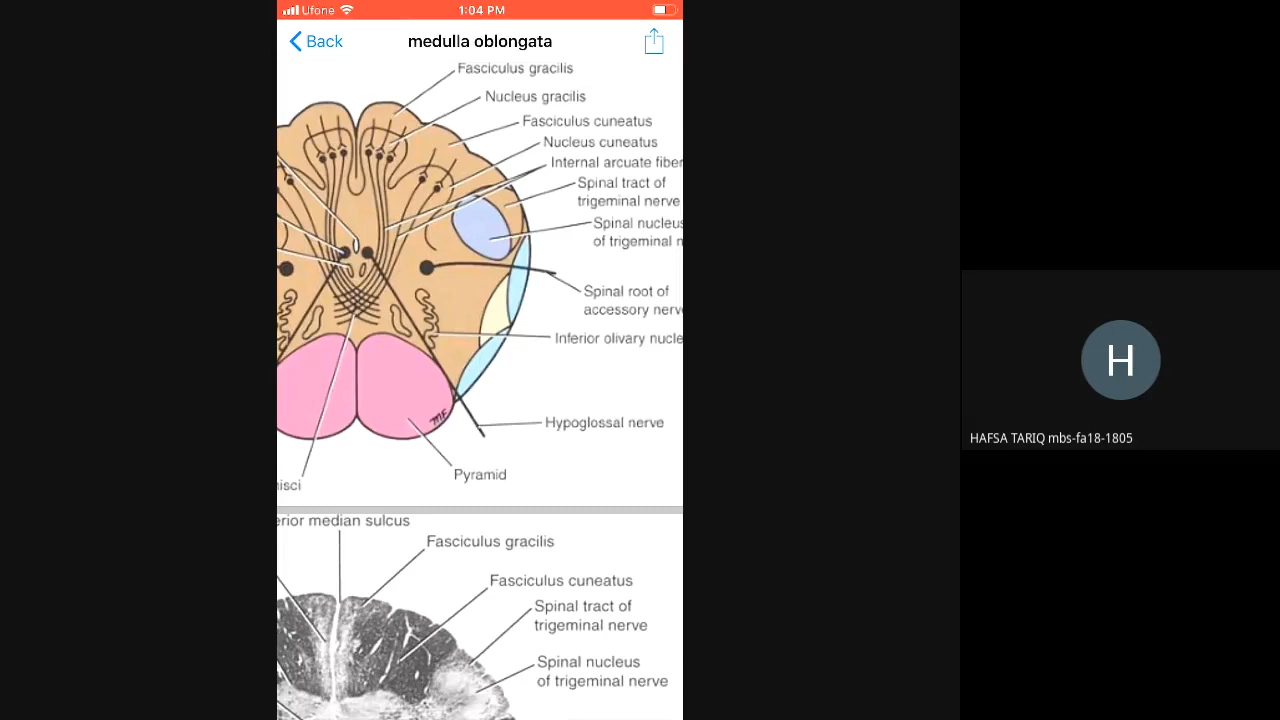 Ufone
1:04 PM
Back
medulla oblongata
Fasciculus gracilis
Nucleus gracilis
Fasciculus cuneatus
Nucleus cuneatus
Internal arcuate fiber
Spinal tract of
trigeminal nerve
Spinal nucleus
of trigeminal n
Spinal root of
accessory nerv
Inferior olivary nucle
Hypoglossal nerve
MF
Pyramid
isci
erior median sulcus
Fasciculus gracilis
Fasciculus cuneatus
Spinal tract of
trigeminal nerve
Spinal nucleus
of trigeminal nerve
H
HAFSA TARIQ mbs-fa18-1805